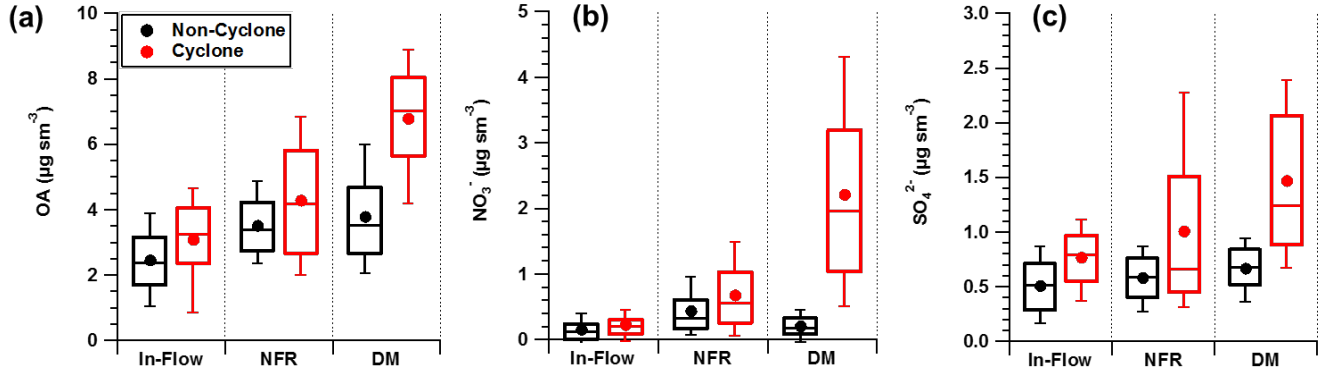 (a)
10
8
6
4
2
0
OA (µg sm⁻³)
Non-Cyclone
Cyclone
In-Flow NFR DM
(b)
5
4
3
2
1
0
NO₃⁻ (µg sm⁻³)
In-Flow NFR DM
(c)
3.0
2.5
2.0
1.5
1.0
0.5
0.0
SO₄²⁻ (µg sm⁻³)
In-Flow NFR DM